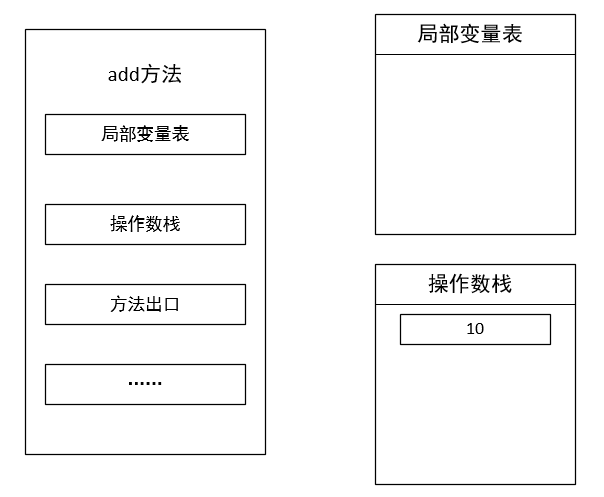 add方法
局部变量表
操作数栈
方法出口
......
局部变量表
操作数栈
10